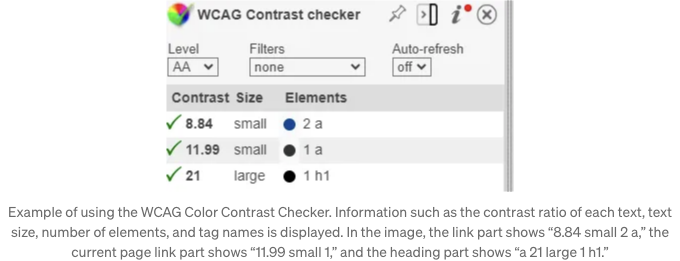 WCAG Contrast checker
Level Filters Auto-refresh
AA none off
Contrast Size Elements
8.84 small 2 a
11.99 small 1 a
21 large 1 h1
Example of using the WCAG Color Contrast Checker. Information such as the contrast ratio of each text, text
size, number of elements, and tag names is displayed. In the image, the link part shows “8.84 small 2 a,” the
current page link part shows “11.99 small 1,” and the heading part shows “a 21 large 1 h1.”